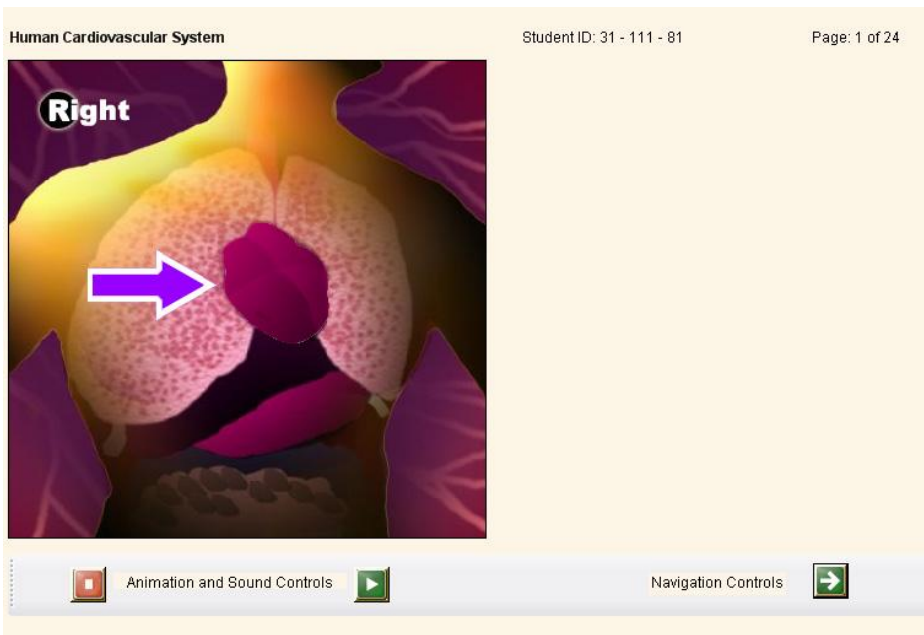 Human Cardiovascular System
Student ID: 31 - 111 - 81
Page: 1 of 24
Right
Animation and Sound Controls
Navigation Controls